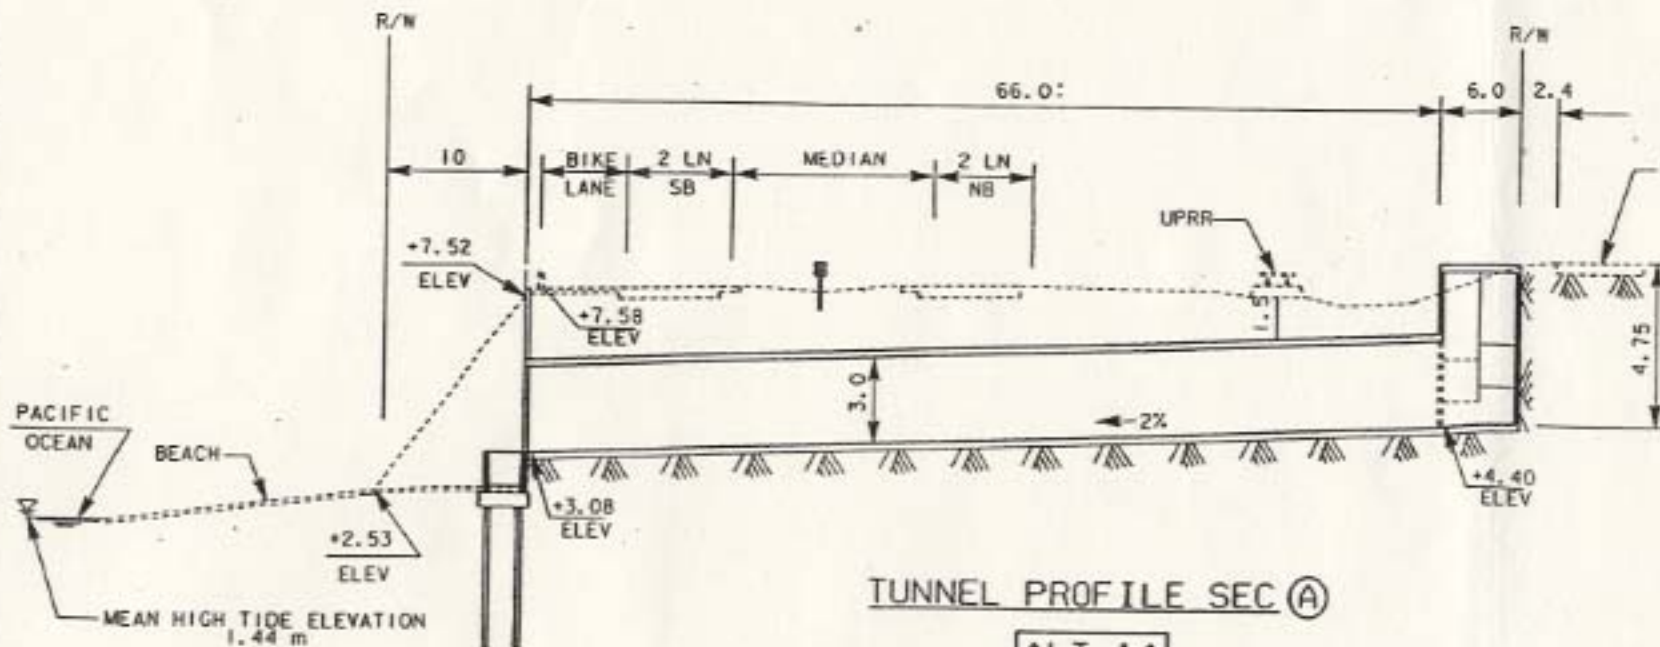 R/W
R/W
66.0
6.0
2.4
10
BIKE
LANE
2 LN
SB
MEDIAN
2 LN
NB
UPRR
+7.52
ELEV
+7.58
ELEV
1.5
3.0
4.75
-2%
PACIFIC
OCEAN
BEACH
+3.08
ELEV
+4.40
ELEV
+2.53
ELEV
MEAN HIGH TIDE ELEVATION
1.44 m
TUNNEL PROFILE SEC A